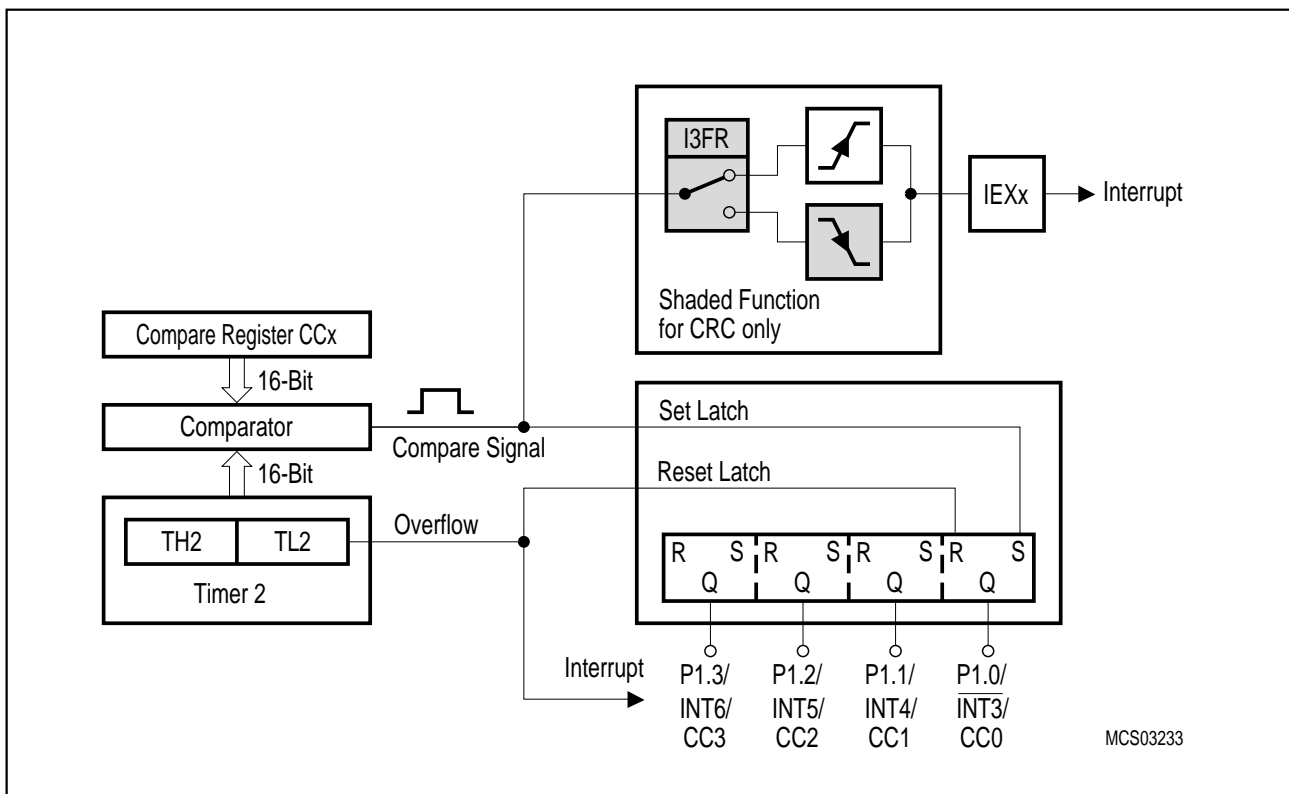 I3FR
IEXx
Interrupt
Shaded Function
for CRC only
Compare Register CCx
16-Bit
Comparator
Compare Signal
16-Bit
TH2
TL2
Timer 2
Overflow
Set Latch
Reset Latch
R S R S R S R S
Q Q Q Q
Interrupt
P1.3/ P1.2/ P1.1/ P1.0/
INT6/ INT5/ INT4/ INT3/
CC3 CC2 CC1 CC0
MCS03233